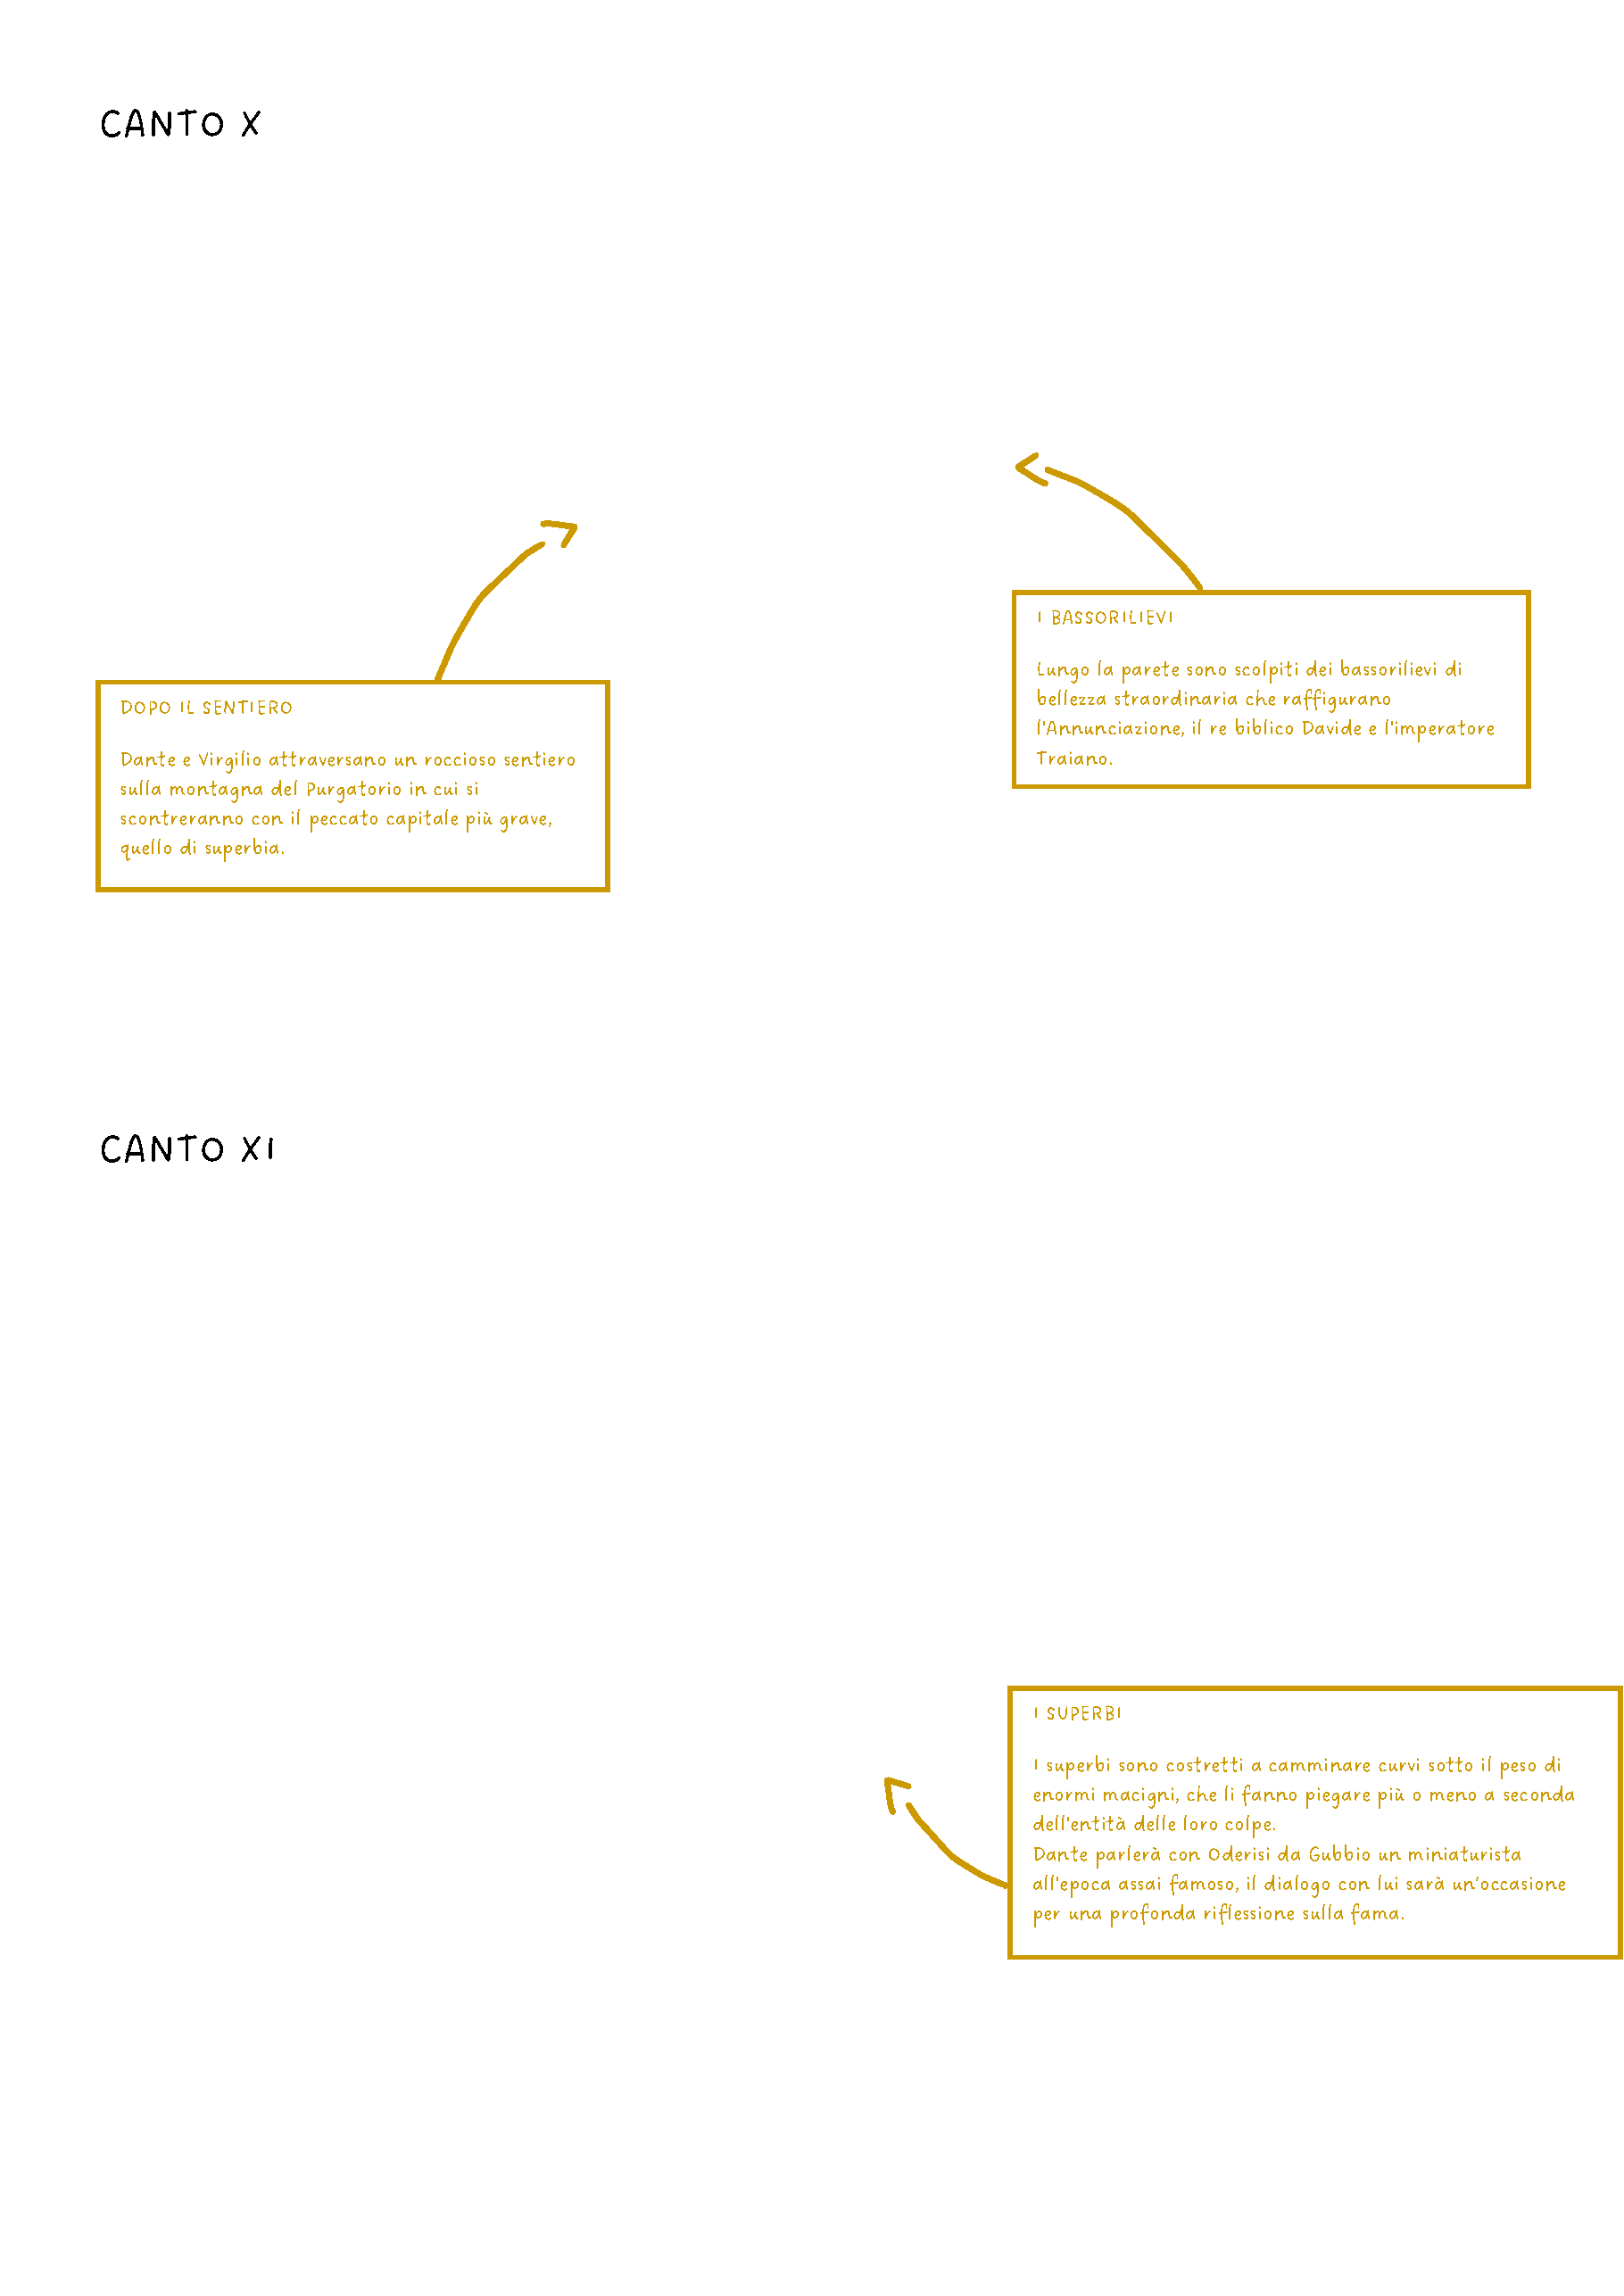 CANTO X
DOPO IL SENTIERO
Dante e Virgilio attraversano un roccioso sentiero
sulla montagna del Purgatorio in cui si
scontreranno con il peccato capitale più grave,
quello di superbia.
I BASSORILIEVI
Lungo la parete sono scolpiti dei bassorilievi di
bellezza straordinaria che raffigurano
l'Annunciazione, il re biblico Davide e l'imperatore
Traiano.
CANTO XI
I SUPERBI
I superbi sono costretti a camminare curvi sotto il peso di
enormi macigni, che li fanno piegare più o meno a seconda
dell'entità delle loro colpe.
Dante parlerà con Oderisi da Gubbio un miniaturista
all'epoca assai famoso, il dialogo con lui sarà un'occasione
per una profonda riflessione sulla fama.